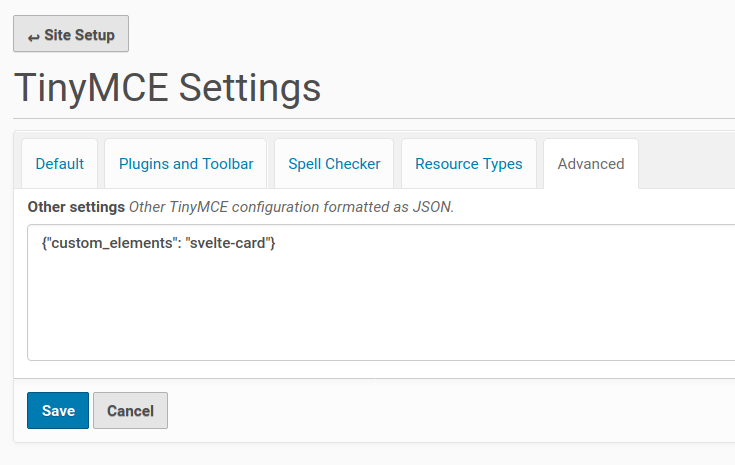 ↩ Site Setup
TinyMCE Settings
Default Plugins and Toolbar Spell Checker Resource Types Advanced
Other settings Other TinyMCE configuration formatted as JSON.
{"custom_elements": "svelte-card"}
Save Cancel